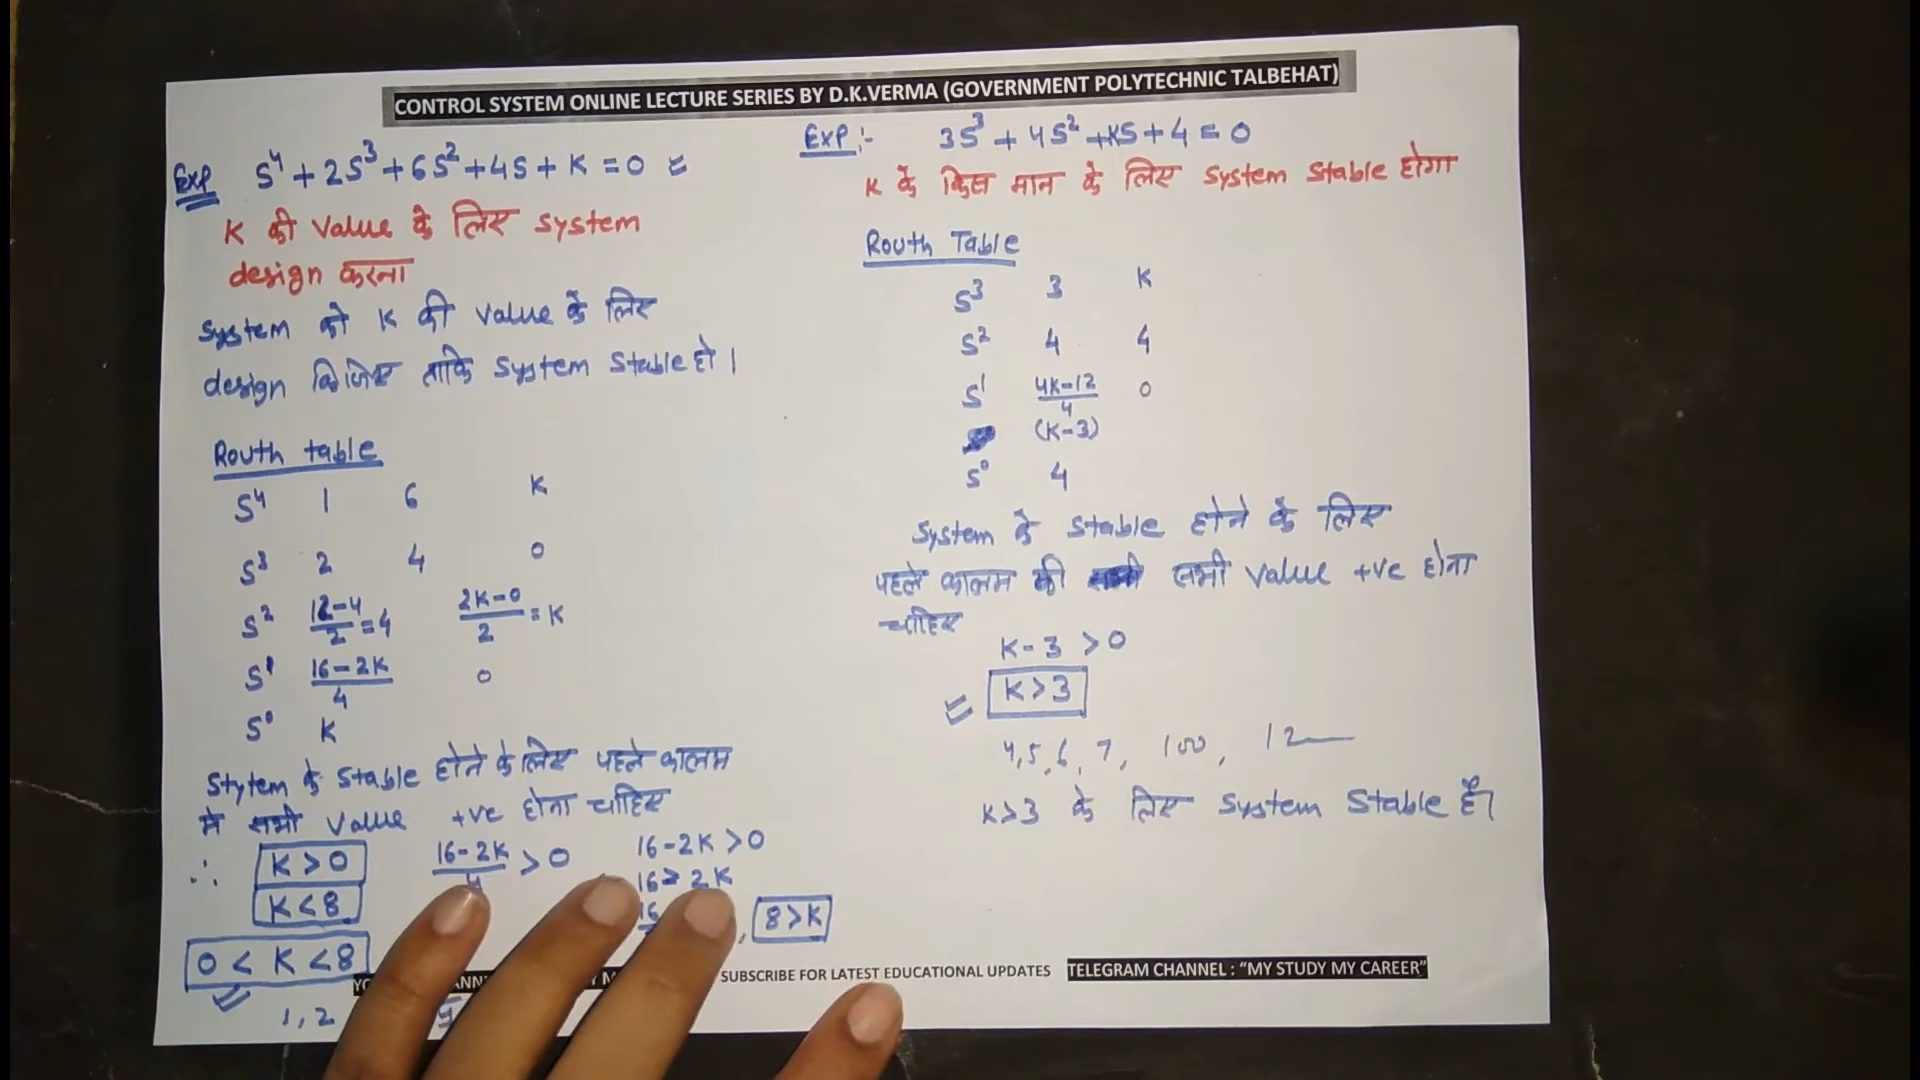 CONTROL SYSTEM ONLINE LECTURE SERIES BY D.K.VERMA (GOVERNMENT POLYTECHNIC TALBEHAT)
Exp S⁴ + 2S³ + 6S² + 4S + K = 0
K की Value के लिए System
design करना
System को K की Value के लिए
design किजिए ताकि System Stable हो।
Routh table
S⁴ 1 6 K
S³ 2 4 0
S² (12-4)/2 = 4 (2K-0)/2 = K
S¹ (16-2K)/4 0
S⁰ K
Stytem के Stable होने के लिए पहले कालम
मे सभी Value +ve होना चाहिए
∴ K > 0 (16-2K)/4 > 0 16-2K > 0
K < 8 16 > 2K
16 , 8 > K
0 < K < 8
1, 2
Exp:- 3S³ + 4S² + KS + 4 = 0
K के किस मान के लिए System Stable होगा
Routh Table
S³ 3 K
S² 4 4
S¹ (4K-12)/4 0
(K-3)
S⁰ 4
System के Stable होने के लिए
पहले कालम की सभी Value +ve होना
चाहिए
K-3 > 0
K > 3
4, 5, 6, 7, 100, 12
K>3 के लिए System Stable है।
SUBSCRIBE FOR LATEST EDUCATIONAL UPDATES TELEGRAM CHANNEL : "MY STUDY MY CAREER"